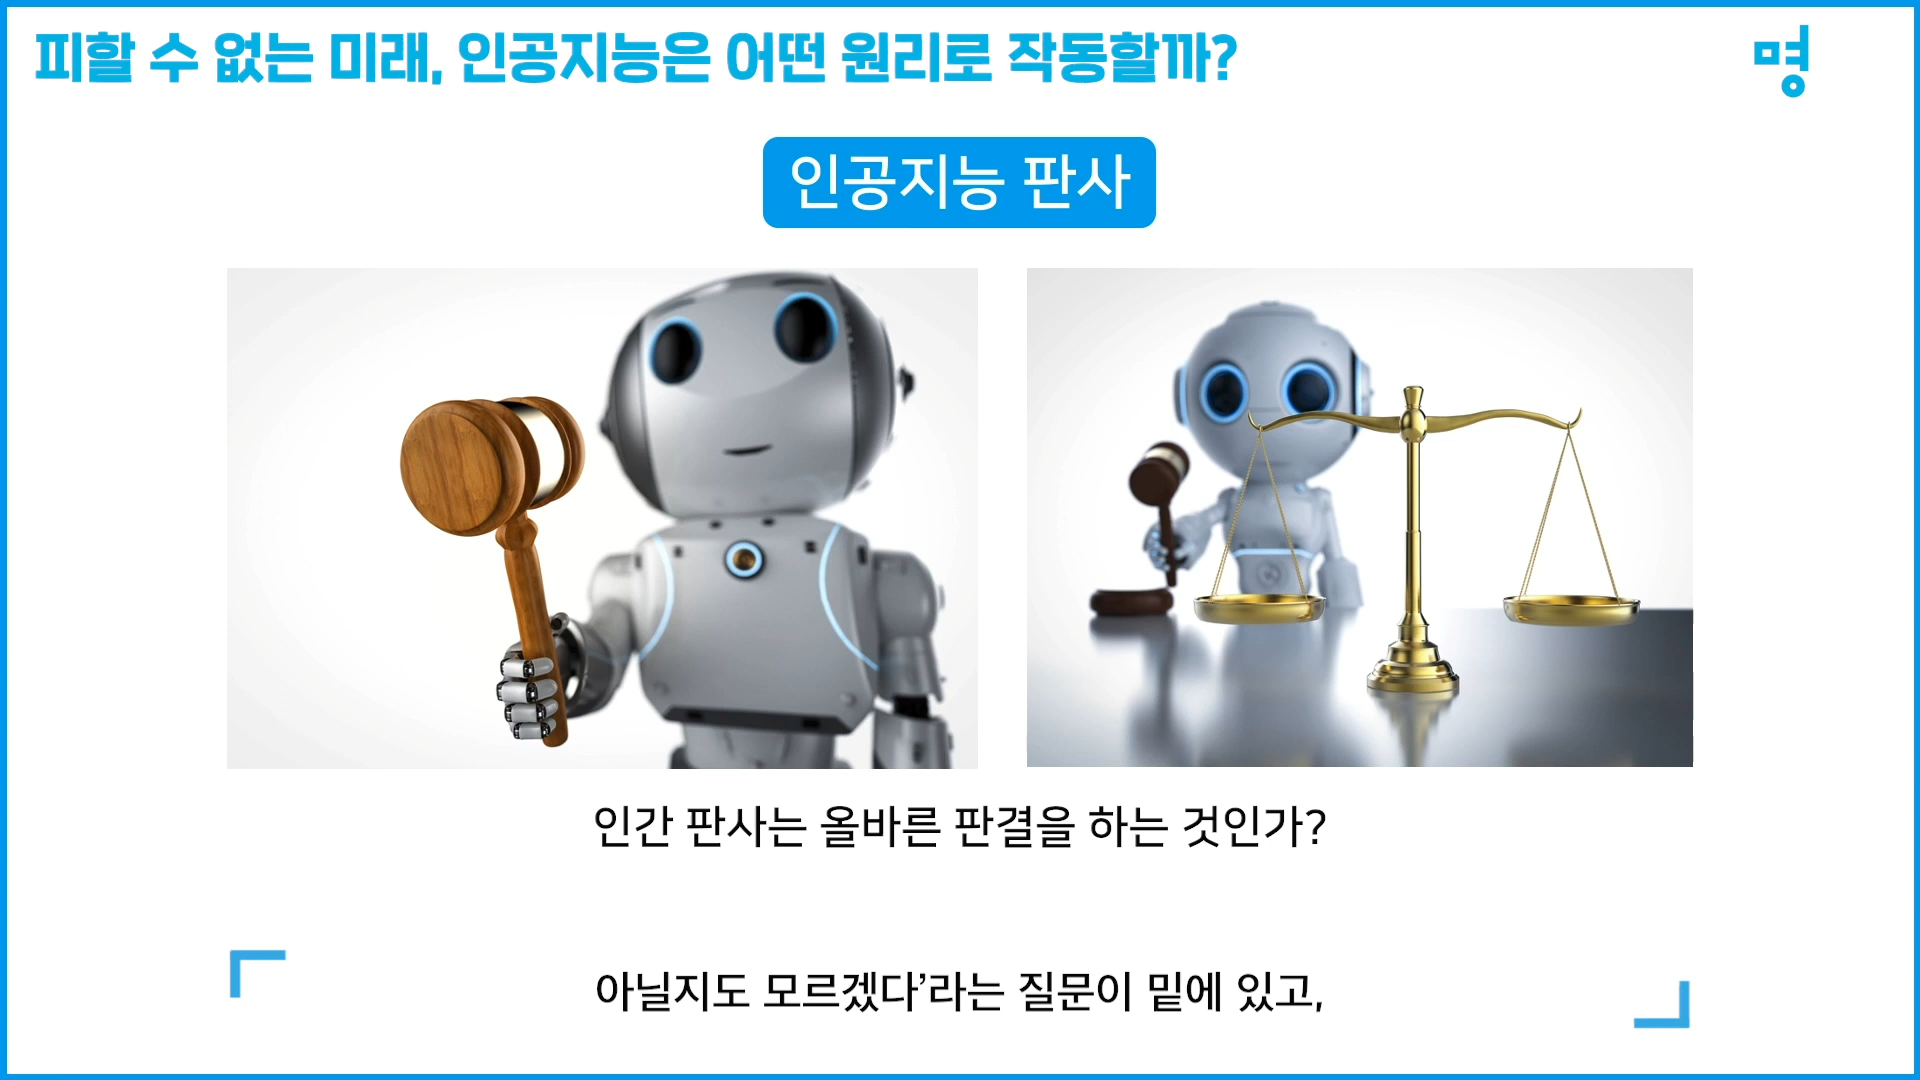 피할 수 없는 미래, 인공지능은 어떤 원리로 작동할까?
명
인공지능 판사
인간 판사는 올바른 판결을 하는 것인가?
아닐지도 모르겠다’라는 질문이 밑에 있고,